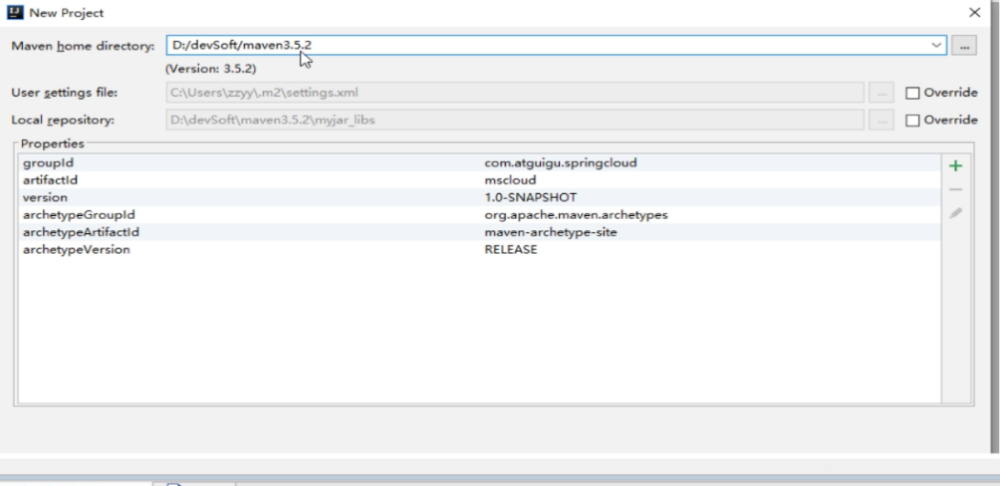 New Project
Maven home directory: D:/devSoft/maven3.5.2
(Version: 3.5.2)
User settings file: C:\Users\zzyy\.m2\settings.xml ... Override
Local repository: D:\devSoft\maven3.5.2\myjar_libs ... Override
Properties
groupId com.atguigu.springcloud
artifactId mscloud
version 1.0-SNAPSHOT
archetypeGroupId org.apache.maven.archetypes
archetypeArtifactId maven-archetype-site
archetypeVersion RELEASE